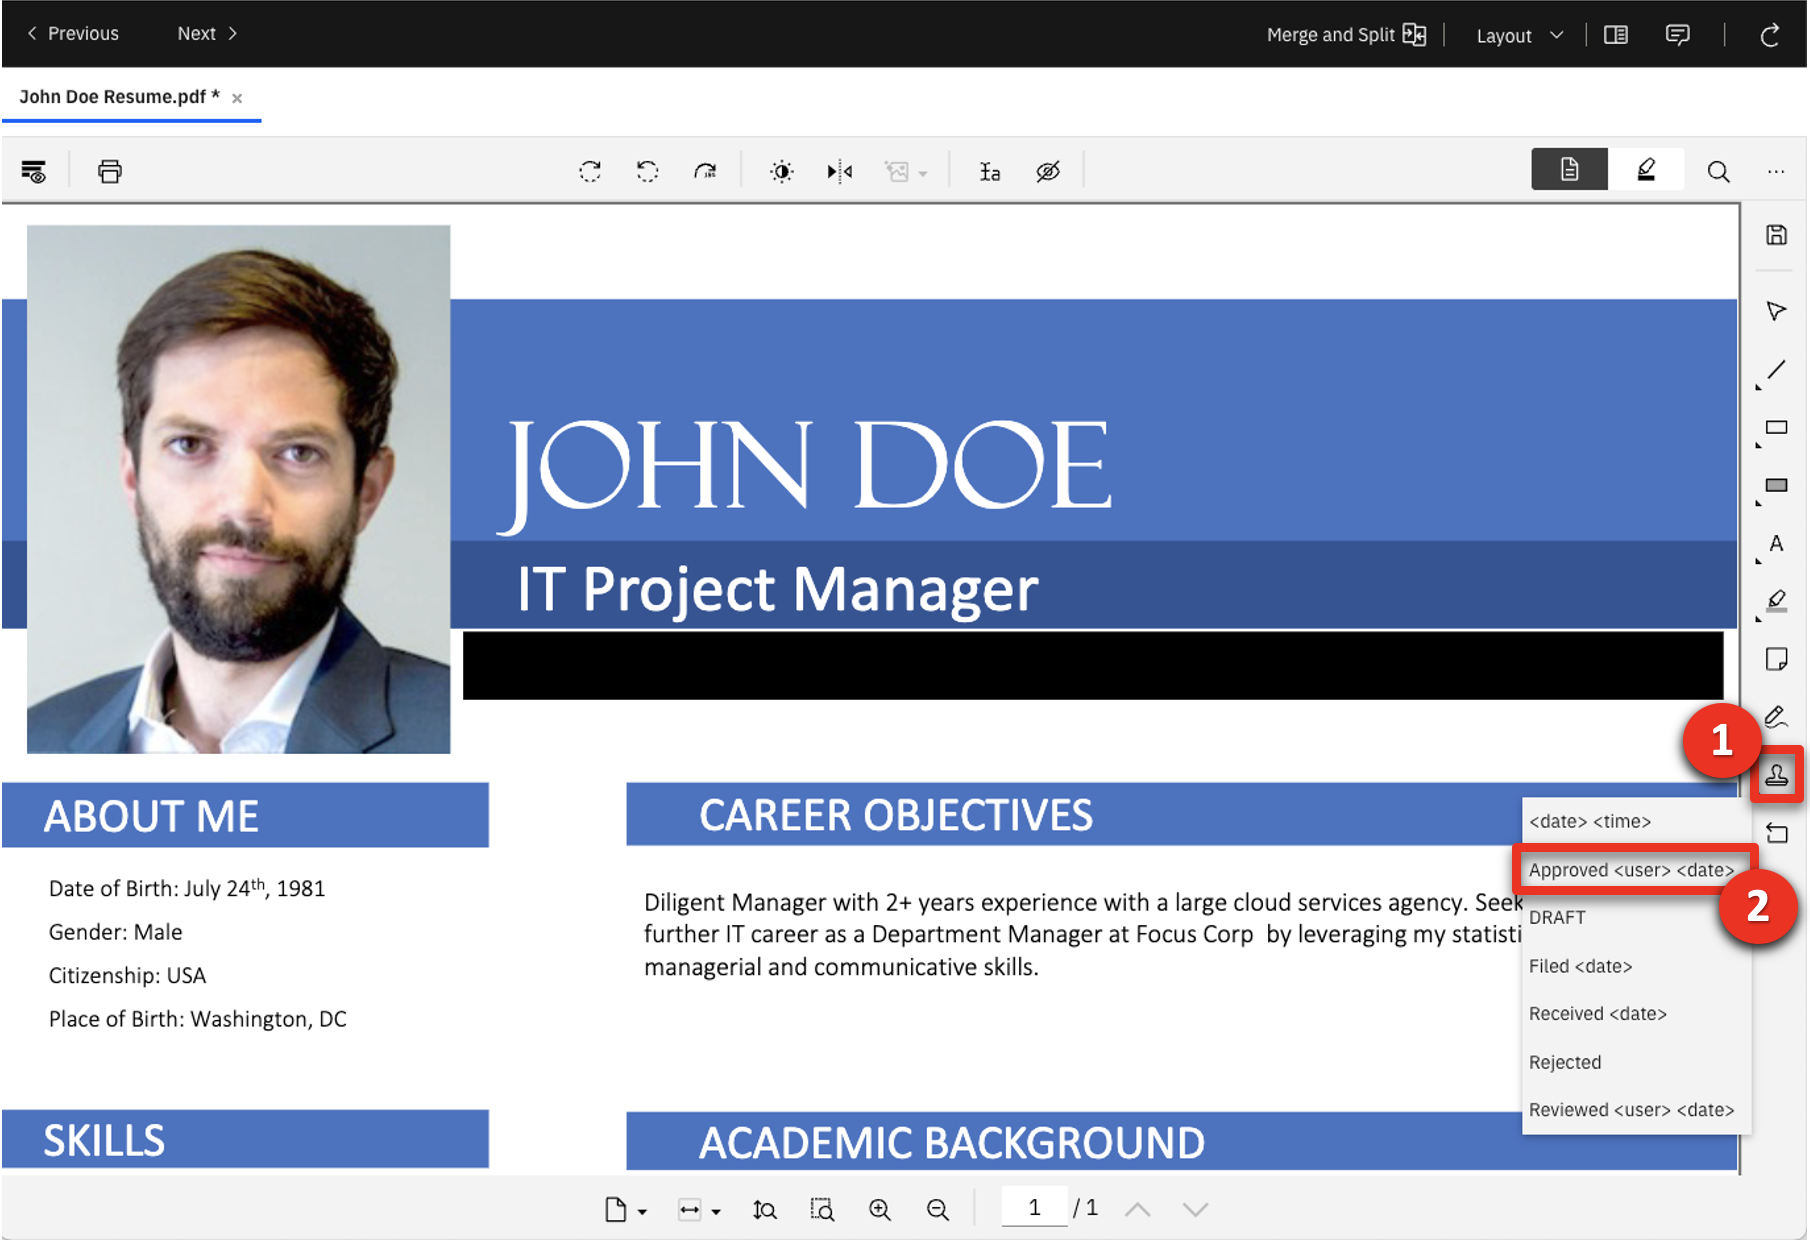 Previous Next Merge and Split Layout
John Doe Resume.pdf * ×
JOHN DOE
IT Project Manager
1
ABOUT ME
CAREER OBJECTIVES
Date of Birth: July 24th, 1981
Gender: Male
Citizenship: USA
Place of Birth: Washington, DC
Diligent Manager with 2+ years experience with a large cloud services agency. Seek
further IT career as a Department Manager at Focus Corp by leveraging my statisti
managerial and communicative skills.
<date> <time>
Approved <user> <date>
2
DRAFT
Filed <date>
Received <date>
Rejected
Reviewed <user> <date>
SKILLS
ACADEMIC BACKGROUND
1 / 1